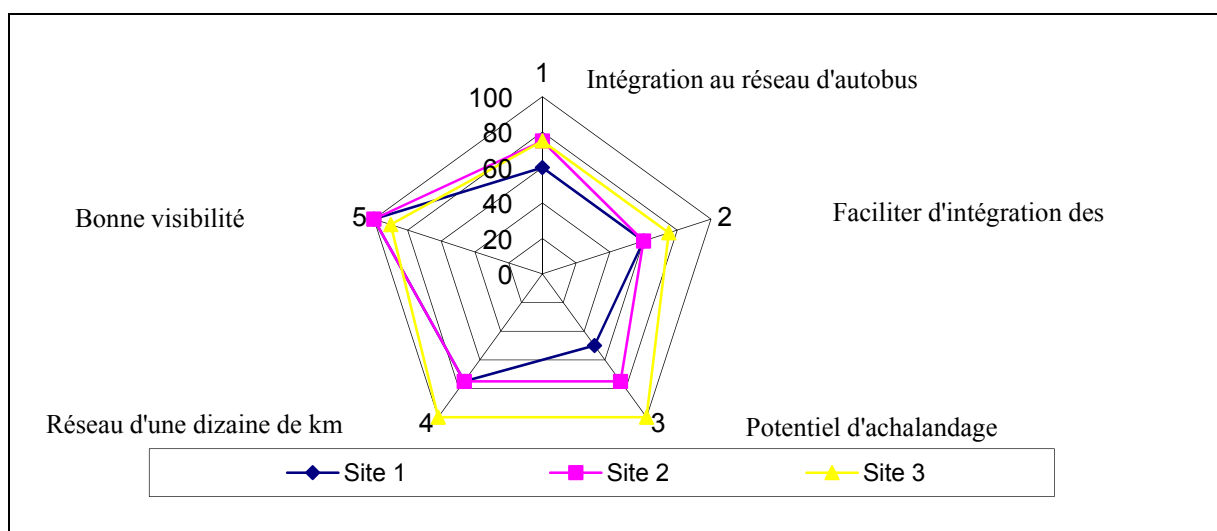 1
Intégration au réseau d'autobus
100
80
60
40
20
0
2
Faciliter d'intégration des
Bonne visibilité
5
Réseau d'une dizaine de km
4
3
Potentiel d'achalandage
Site 1
Site 2
Site 3